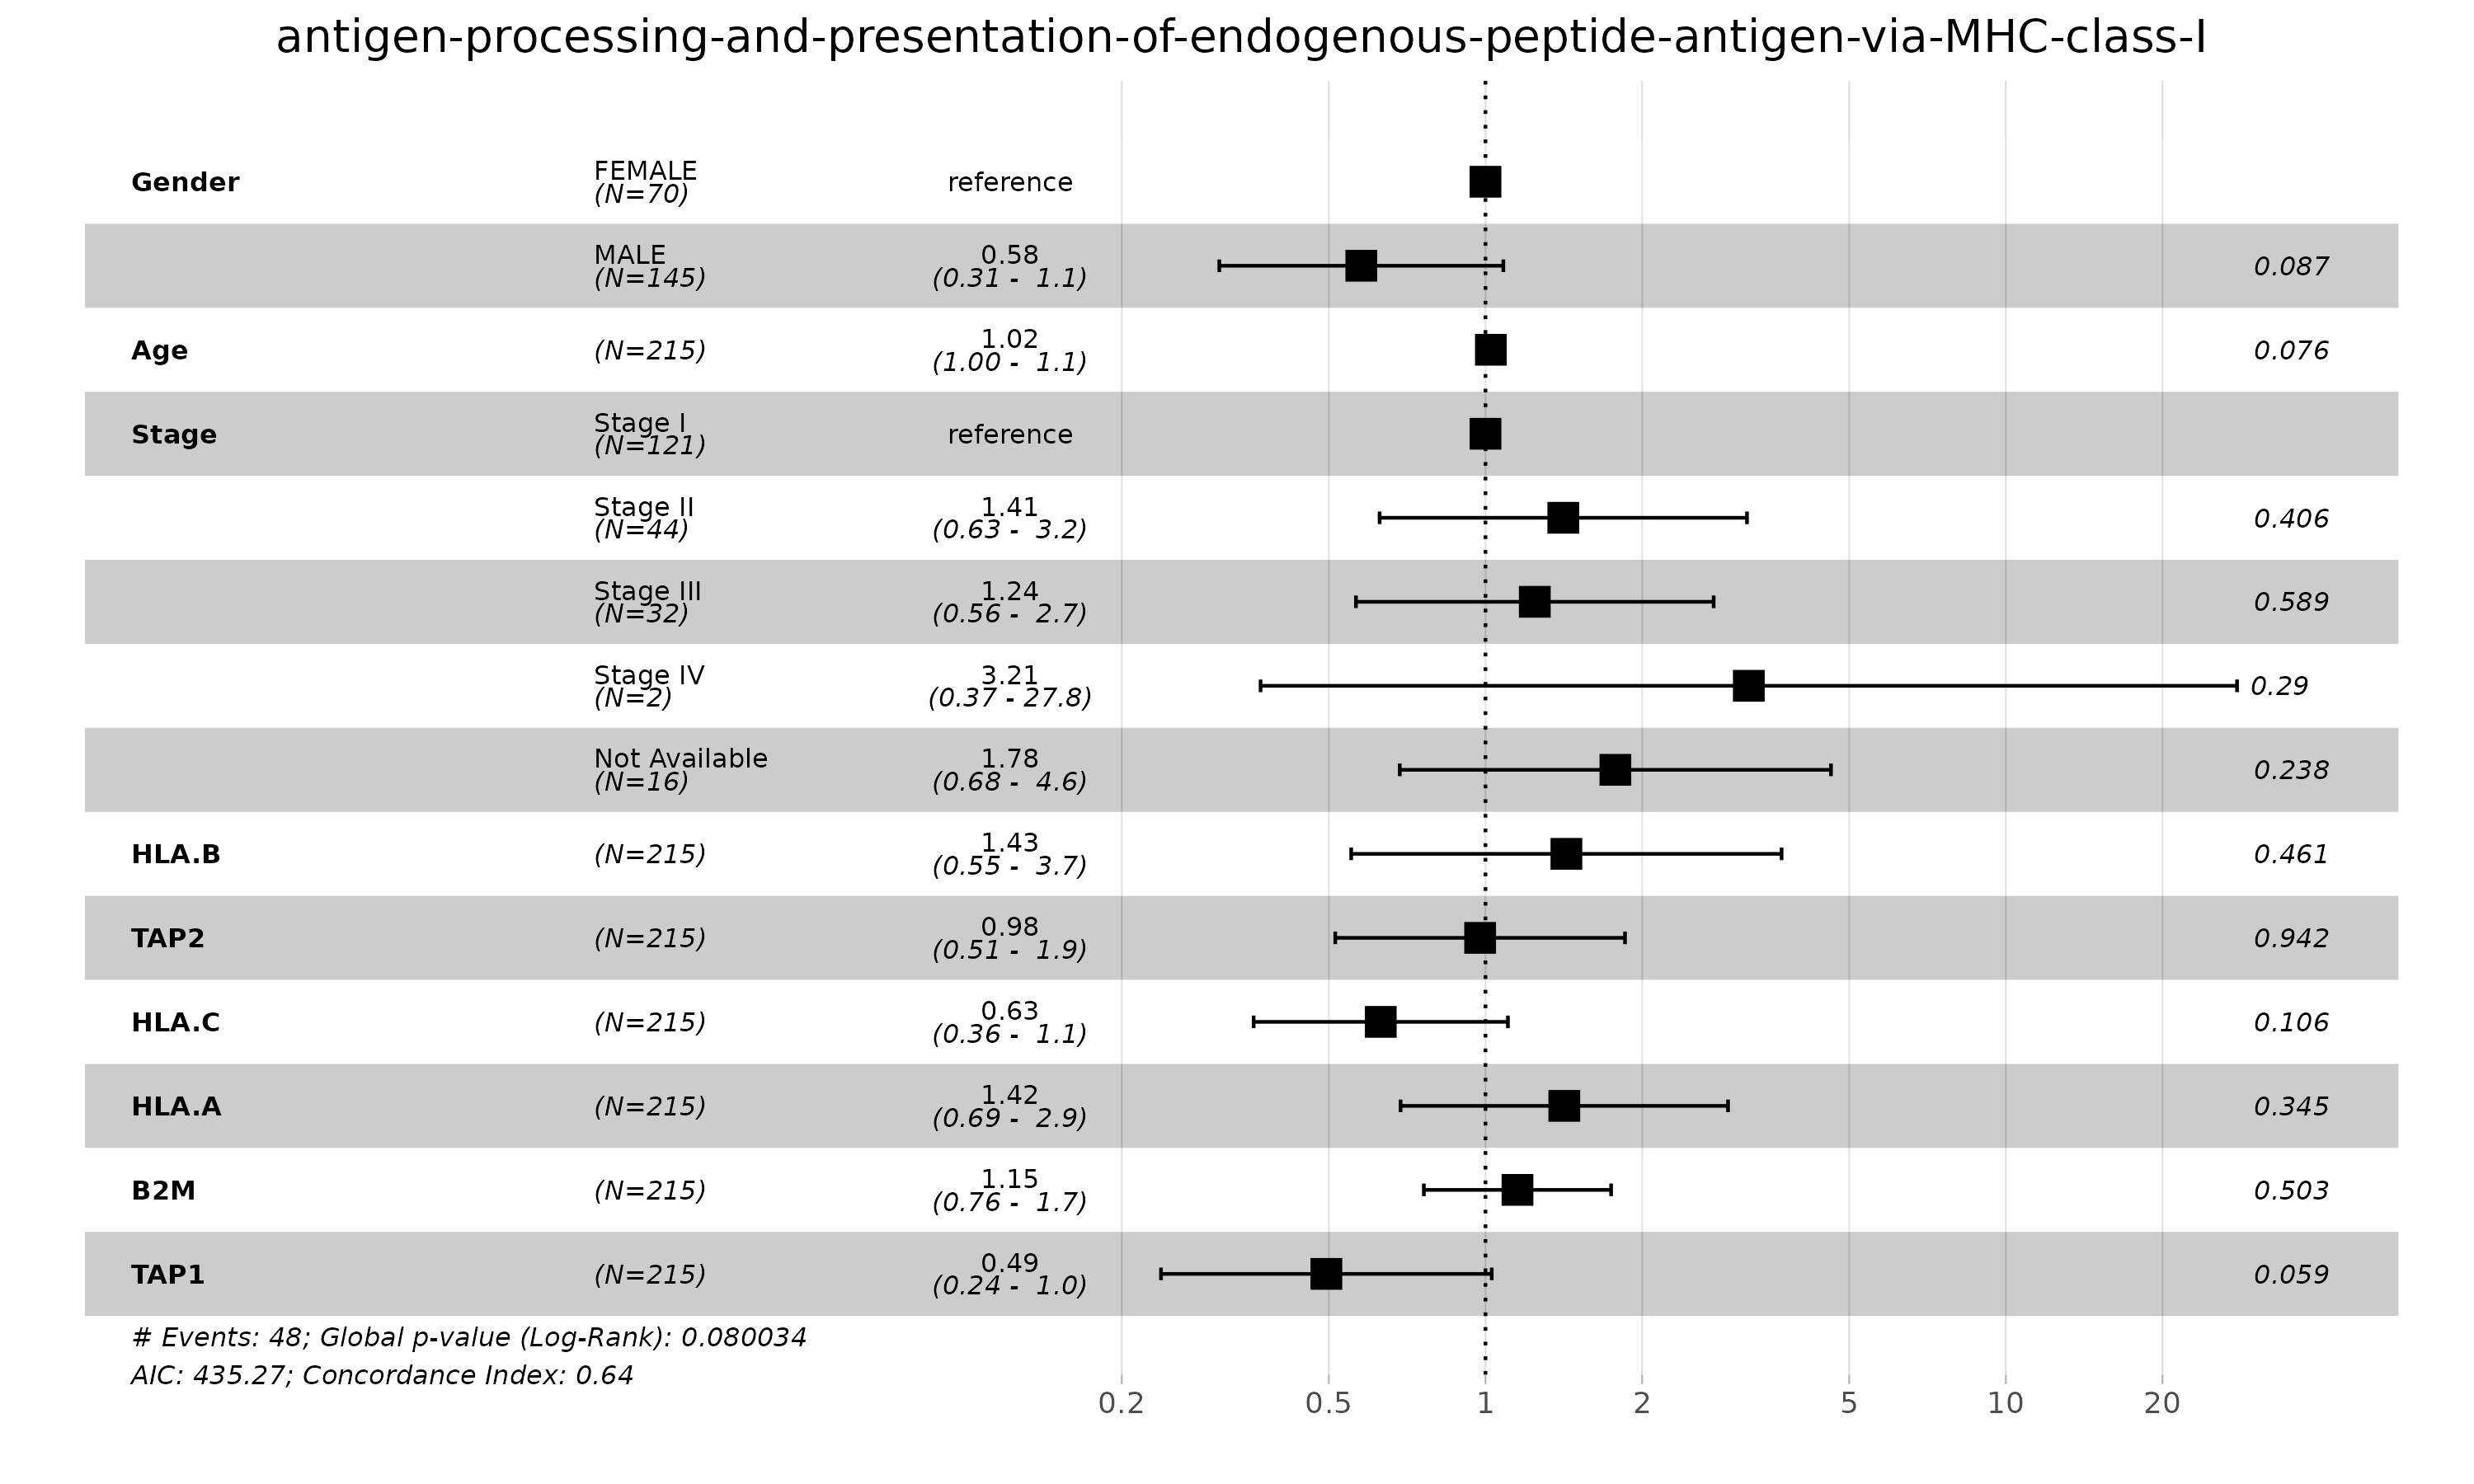 antigen-processing-and-presentation-of-endogenous-peptide-antigen-via-MHC-class-I
Gender FEMALE (N=70) reference
MALE (N=145) 0.58 (0.31 - 1.1) 0.087
Age (N=215) 1.02 (1.00 - 1.1) 0.076
Stage Stage I (N=121) reference
Stage II (N=44) 1.41 (0.63 - 3.2) 0.406
Stage III (N=32) 1.24 (0.56 - 2.7) 0.589
Stage IV (N=2) 3.21 (0.37 - 27.8) 0.29
Not Available (N=16) 1.78 (0.68 - 4.6) 0.238
HLA.B (N=215) 1.43 (0.55 - 3.7) 0.461
TAP2 (N=215) 0.98 (0.51 - 1.9) 0.942
HLA.C (N=215) 0.63 (0.36 - 1.1) 0.106
HLA.A (N=215) 1.42 (0.69 - 2.9) 0.345
B2M (N=215) 1.15 (0.76 - 1.7) 0.503
TAP1 (N=215) 0.49 (0.24 - 1.0) 0.059
# Events: 48; Global p-value (Log-Rank): 0.080034
AIC: 435.27; Concordance Index: 0.64
0.2 0.5 1 2 5 10 20